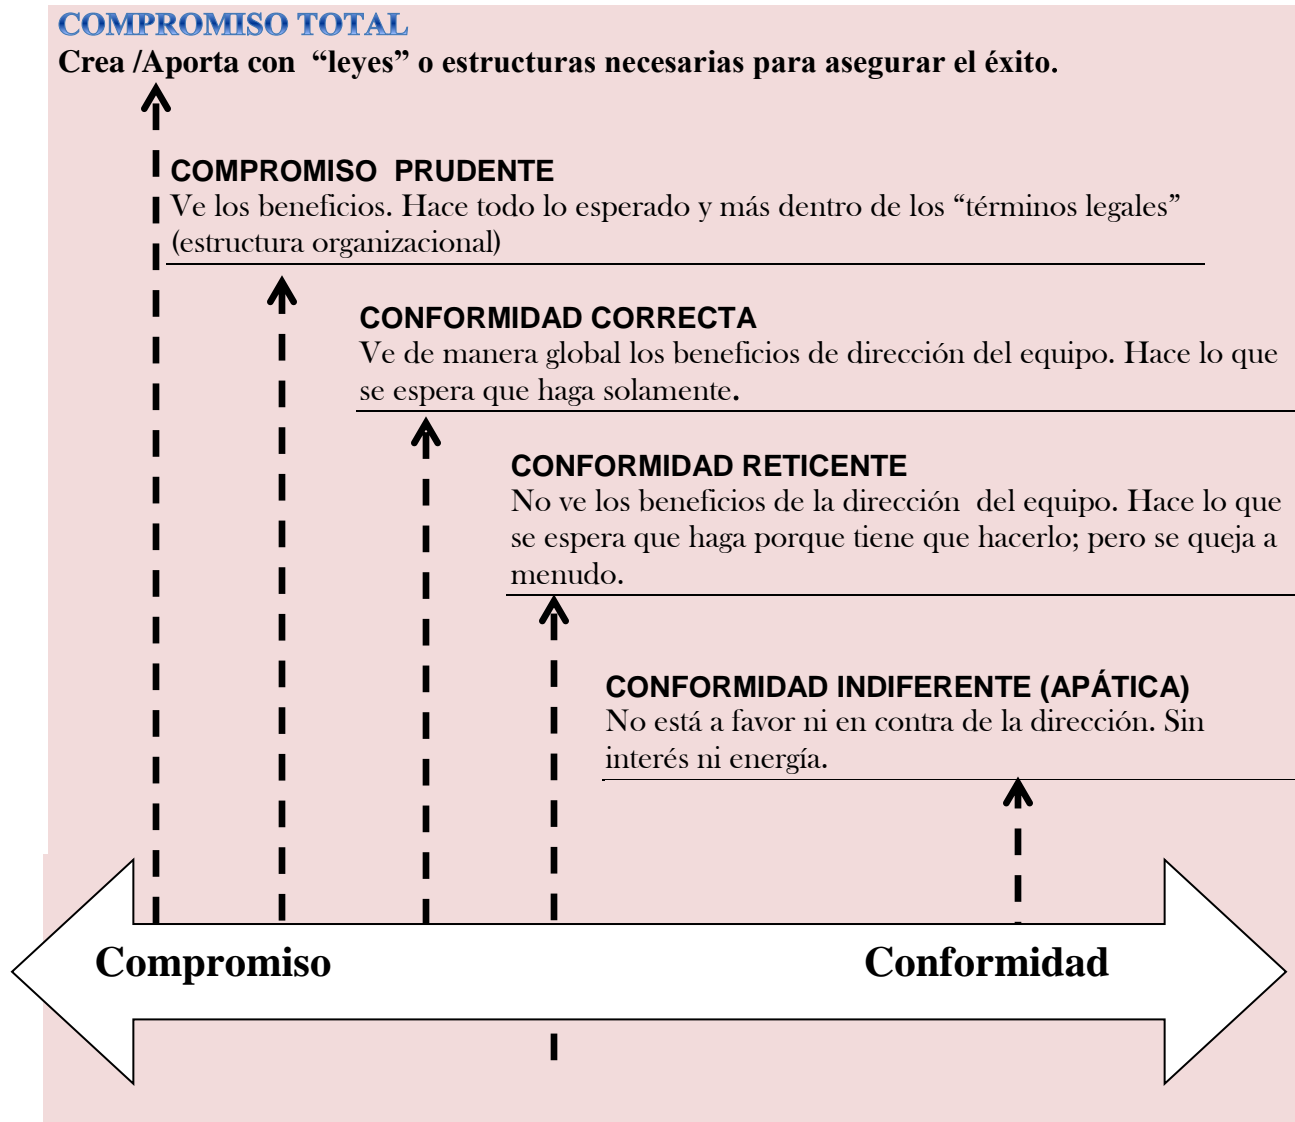 COMPROMISO TOTAL
Crea /Aporta con “leyes” o estructuras necesarias para asegurar el éxito.
COMPROMISO PRUDENTE
Ve los beneficios. Hace todo lo esperado y más dentro de los “términos legales”
(estructura organizacional)
CONFORMIDAD CORRECTA
Ve de manera global los beneficios de dirección del equipo. Hace lo que
se espera que haga solamente.
CONFORMIDAD RETICENTE
No ve los beneficios de la dirección del equipo. Hace lo que
se espera que haga porque tiene que hacerlo; pero se queja a
menudo.
CONFORMIDAD INDIFERENTE (APÁTICA)
No está a favor ni en contra de la dirección. Sin
interés ni energía.
Compromiso Conformidad